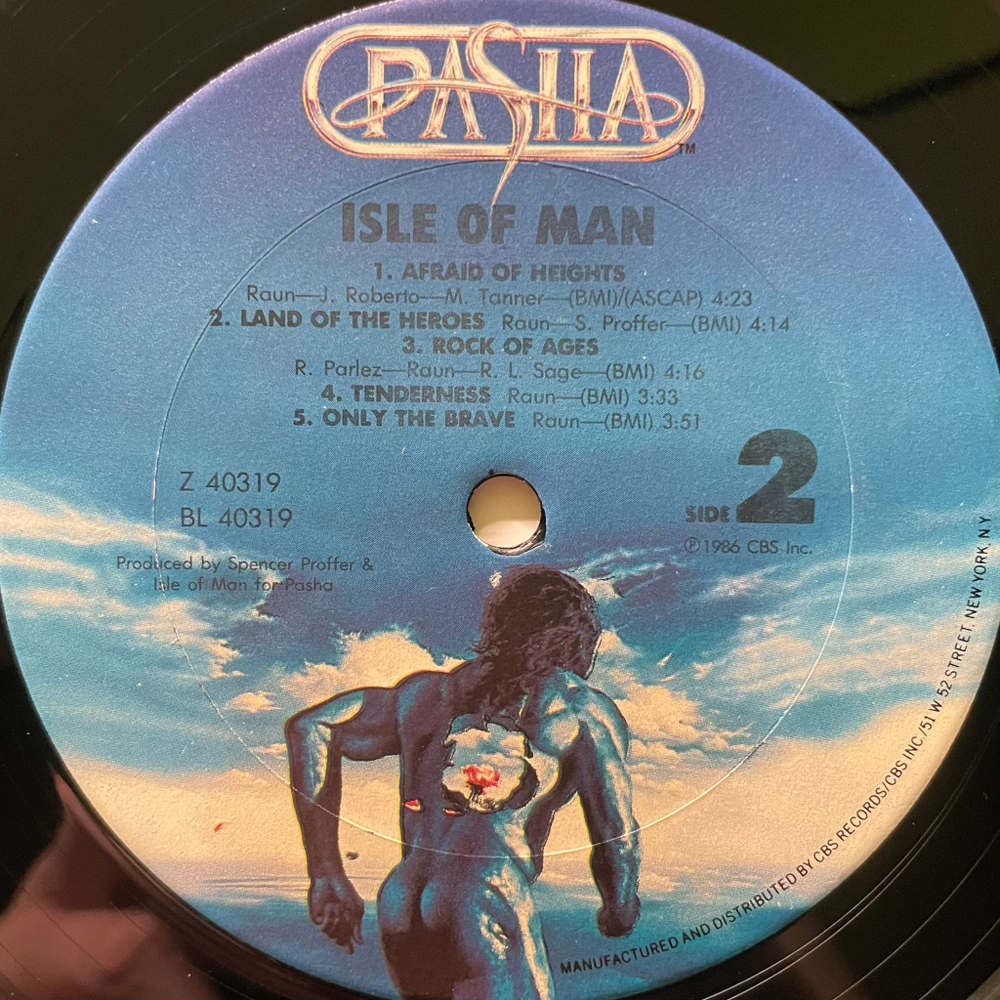 PASHA
TM
ISLE OF MAN
1. AFRAID OF HEIGHTS
Raun—J. Roberto—M. Tanner—(BMI)/(ASCAP) 4:23
2. LAND OF THE HEROES Raun—S. Proffer—(BMI) 4:14
3. ROCK OF AGES
R. Parlez—Raun—R. L. Sage—(BMI) 4:16
4. TENDERNESS Raun—(BMI) 3:33
5. ONLY THE BRAVE Raun—(BMI) 3:51
Z 40319
BL 40319
SIDE 2
℗ 1986 CBS Inc.
Produced by Spencer Proffer &
Isle of Man for Pasha
MANUFACTURED AND DISTRIBUTED BY CBS RECORDS/CBS INC./51 W 52 STREET, NEW YORK, N.Y.